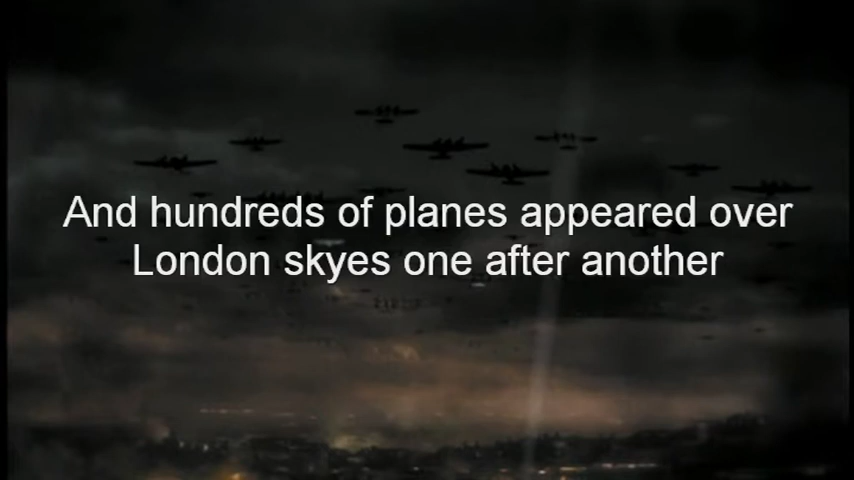 And hundreds of planes appeared over
London skyes one after another